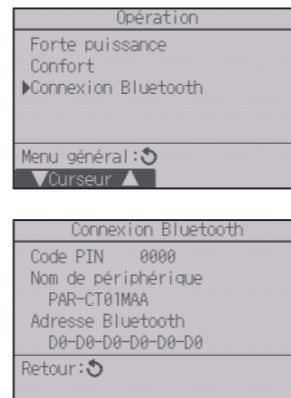 Opération
Forte puissance
Confort
▶Connexion Bluetooth
Menu général:↺
▼Curseur ▲
Connexion Bluetooth
Code PIN 0000
Nom de périphérique
PAR-CT01MAA
Adresse Bluetooth
D0-D0-D0-D0-D0-D0
Retour:↺